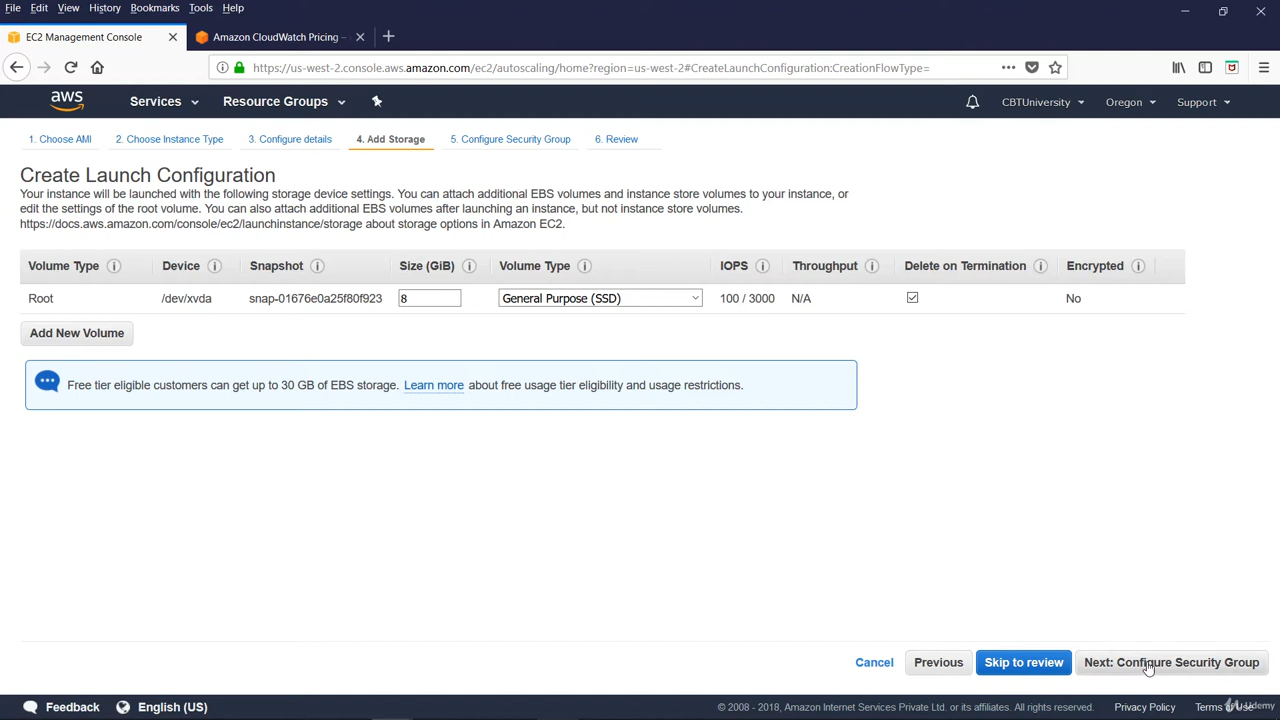 File Edit View History Bookmarks Tools Help
EC2 Management Console
Amazon CloudWatch Pricing –
https://us-west-2.console.aws.amazon.com/ec2/autoscaling/home?region=us-west-2#CreateLaunchConfiguration:CreationFlowType=
aws Services Resource Groups CBTUniversity Oregon Support
1. Choose AMI 2. Choose Instance Type 3. Configure details 4. Add Storage 5. Configure Security Group 6. Review
Create Launch Configuration
Your instance will be launched with the following storage device settings. You can attach additional EBS volumes and instance store volumes to your instance, or
edit the settings of the root volume. You can also attach additional EBS volumes after launching an instance, but not instance store volumes.
https://docs.aws.amazon.com/console/ec2/launchinstance/storage about storage options in Amazon EC2.
Volume Type Device Snapshot Size (GiB) Volume Type IOPS Throughput Delete on Termination Encrypted
Root /dev/xvda snap-01676e0a25f80f923 8 General Purpose (SSD) 100 / 3000 N/A No
Add New Volume
Free tier eligible customers can get up to 30 GB of EBS storage. Learn more about free usage tier eligibility and usage restrictions.
Cancel Previous Skip to review Next: Configure Security Group
Feedback English (US) © 2008 - 2018, Amazon Internet Services Private Ltd. or its affiliates. All rights reserved. Privacy Policy Terms of Use
Udemy